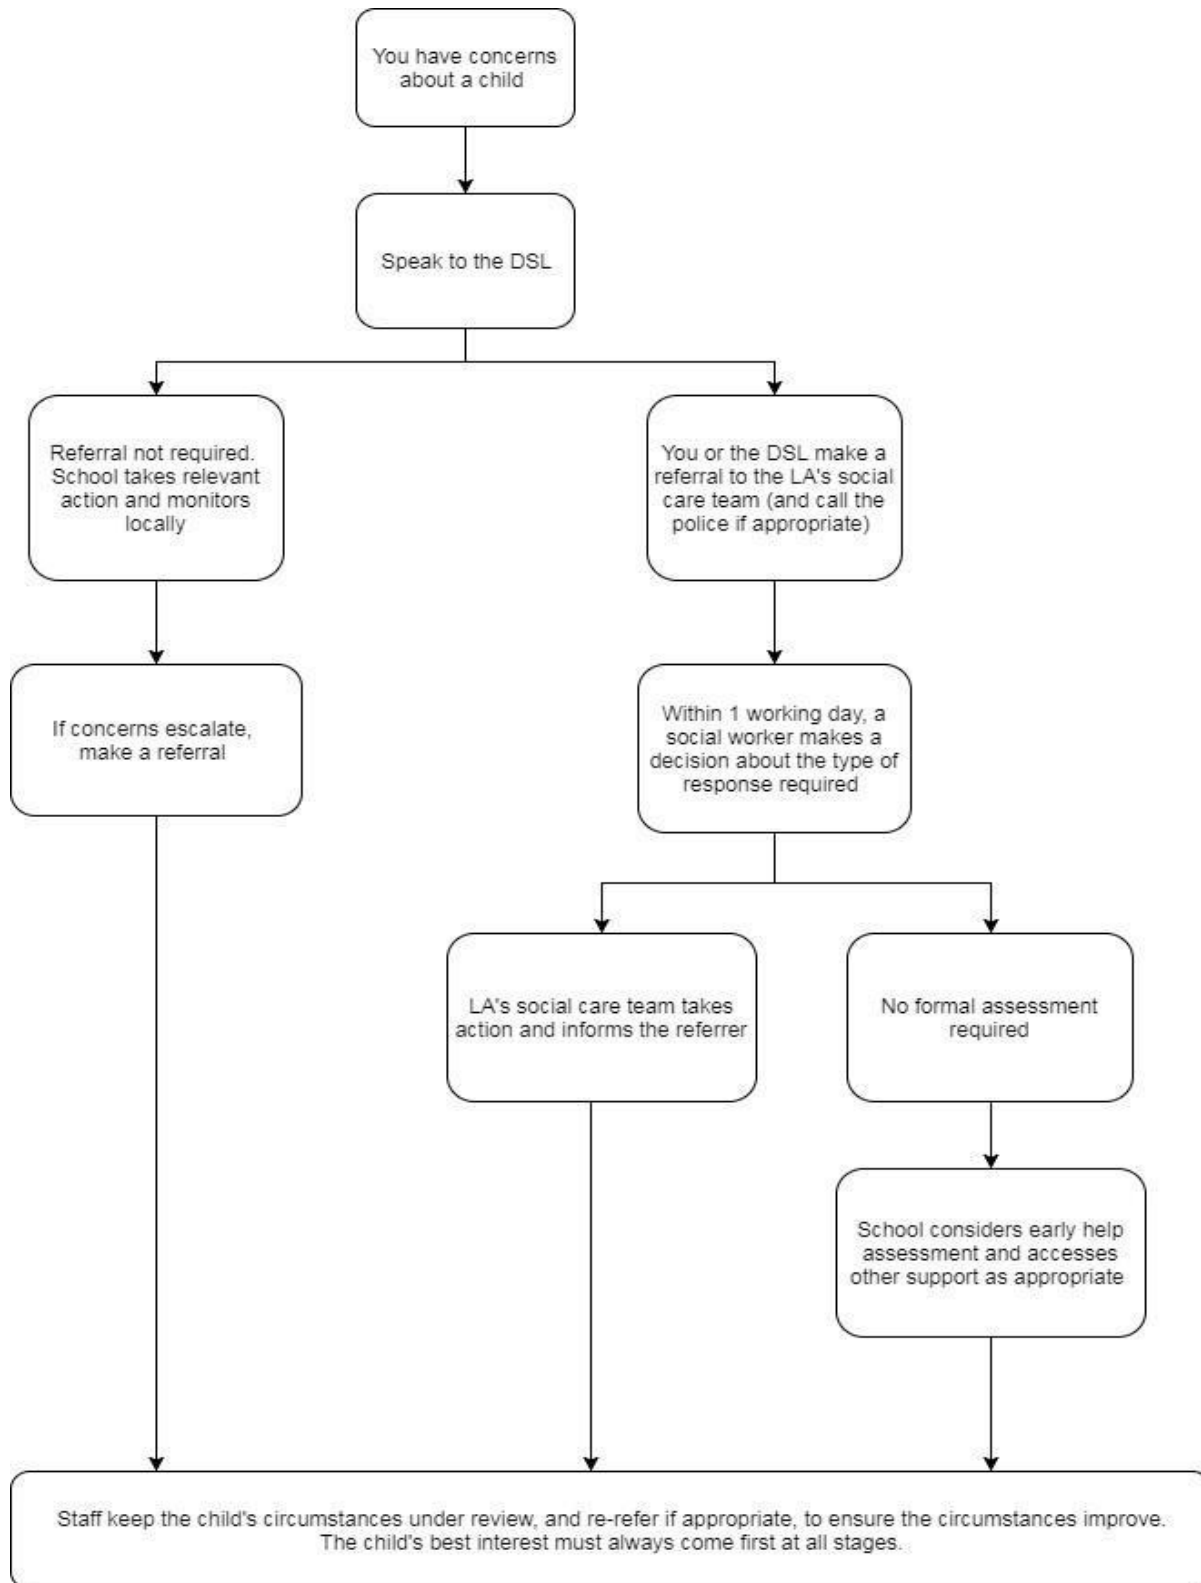 You have concerns
about a child
Speak to the DSL
Referral not required.
School takes relevant
action and monitors
locally
You or the DSL make a
referral to the LA's social
care team (and call the
police if appropriate)
If concerns escalate,
make a referral
Within 1 working day, a
social worker makes a
decision about the type of
response required
LA's social care team takes
action and informs the referrer
No formal assessment
required
School considers early help
assessment and accesses
other support as appropriate
Staff keep the child's circumstances under review, and re-refer if appropriate, to ensure the circumstances improve.
The child's best interest must always come first at all stages.